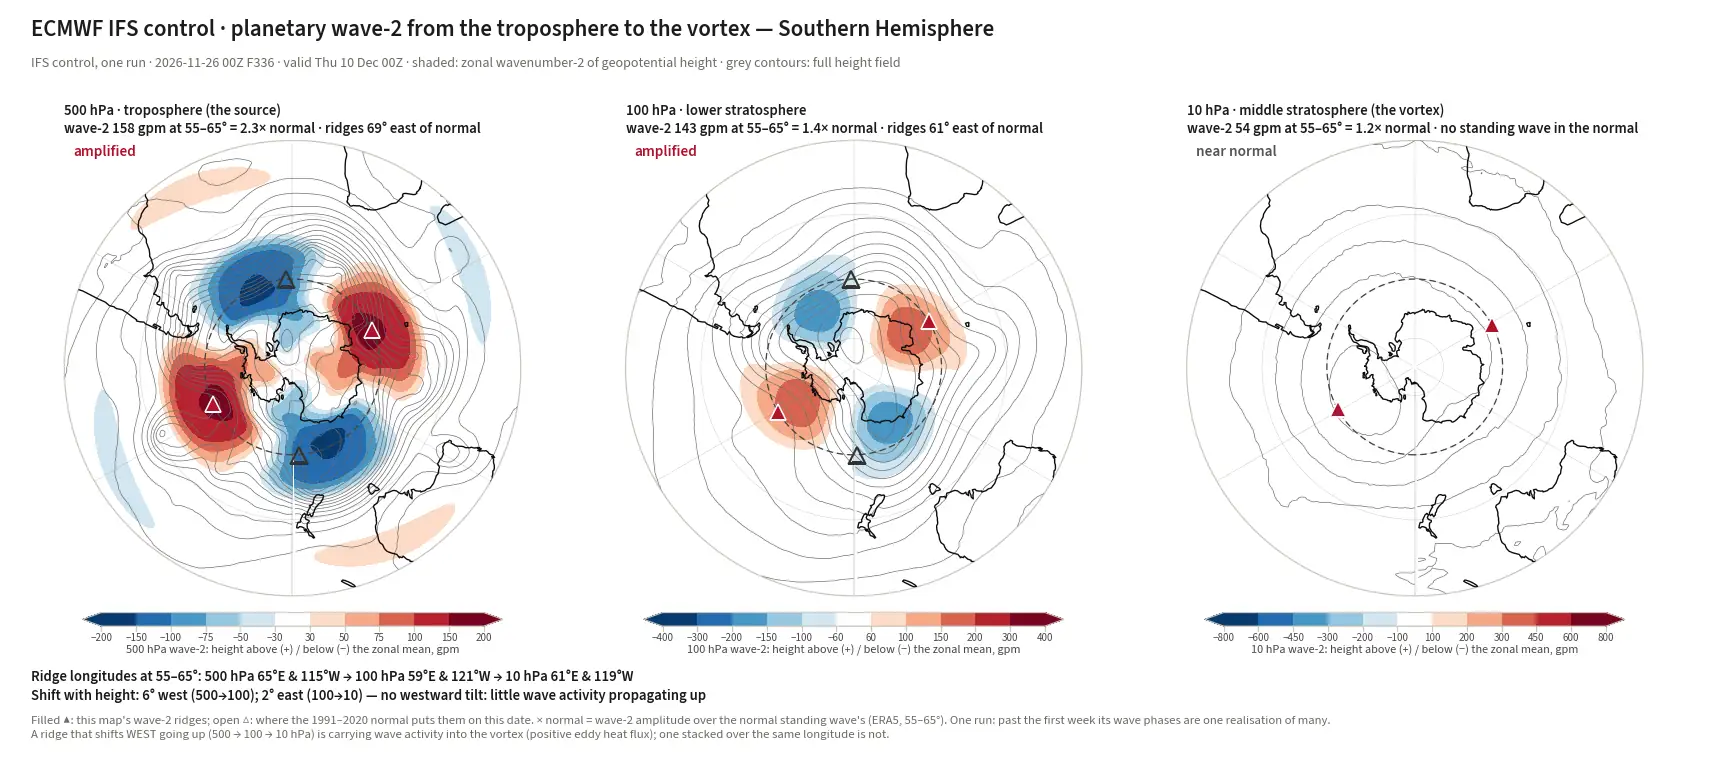 ECMWF IFS control · planetary wave-2 from the troposphere to the vortex — Southern Hemisphere
IFS control, one run · 2026-11-26 00Z F336 · valid Thu 10 Dec 00Z · shaded: zonal wavenumber-2 of geopotential height · grey contours: full height field
500 hPa · troposphere (the source)
wave-2 158 gpm at 55–65° = 2.3× normal · ridges 69° east of normal
amplified
100 hPa · lower stratosphere
wave-2 143 gpm at 55–65° = 1.4× normal · ridges 61° east of normal
amplified
10 hPa · middle stratosphere (the vortex)
wave-2 54 gpm at 55–65° = 1.2× normal · no standing wave in the normal
near normal
−200 −150 −100 −75 −50 −30 30 50 75 100 150 200
500 hPa wave-2: height above (+) / below (−) the zonal mean, gpm
−400 −300 −200 −150 −100 −60 60 100 150 200 300 400
100 hPa wave-2: height above (+) / below (−) the zonal mean, gpm
−800 −600 −450 −300 −200 −100 100 200 300 450 600 800
10 hPa wave-2: height above (+) / below (−) the zonal mean, gpm
Ridge longitudes at 55–65°: 500 hPa 65°E & 115°W → 100 hPa 59°E & 121°W → 10 hPa 61°E & 119°W
Shift with height: 6° west (500→100); 2° east (100→10) — no westward tilt: little wave activity propagating up
Filled ▲: this map's wave-2 ridges; open △: where the 1991–2020 normal puts them on this date. × normal = wave-2 amplitude over the normal standing wave's (ERA5, 55–65°). One run: past the first week its wave phases are one realisation of many.
A ridge that shifts WEST going up (500 → 100 → 10 hPa) is carrying wave activity into the vortex (positive eddy heat flux); one stacked over the same longitude is not.